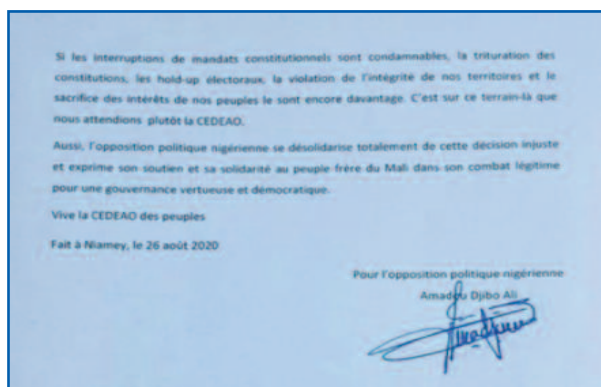 Si les interruptions de mandats constitutionnels sont condamnables, la trituration des
constitutions, les hold-up électoraux, la violation de l'intégrité de nos territoires et le
sacrifice des intérêts de nos peuples le sont encore davantage. C'est sur ce terrain-là que
nous attendions plutôt la CEDEAO.
Aussi, l'opposition politique nigérienne se désolidarise totalement de cette décision injuste
et exprime son soutien et sa solidarité au peuple frère du Mali dans son combat légitime
pour une gouvernance vertueuse et démocratique.
Vive la CEDEAO des peuples
Fait à Niamey, le 26 août 2020
Pour l'opposition politique nigérienne
Amadou Djibo Ali